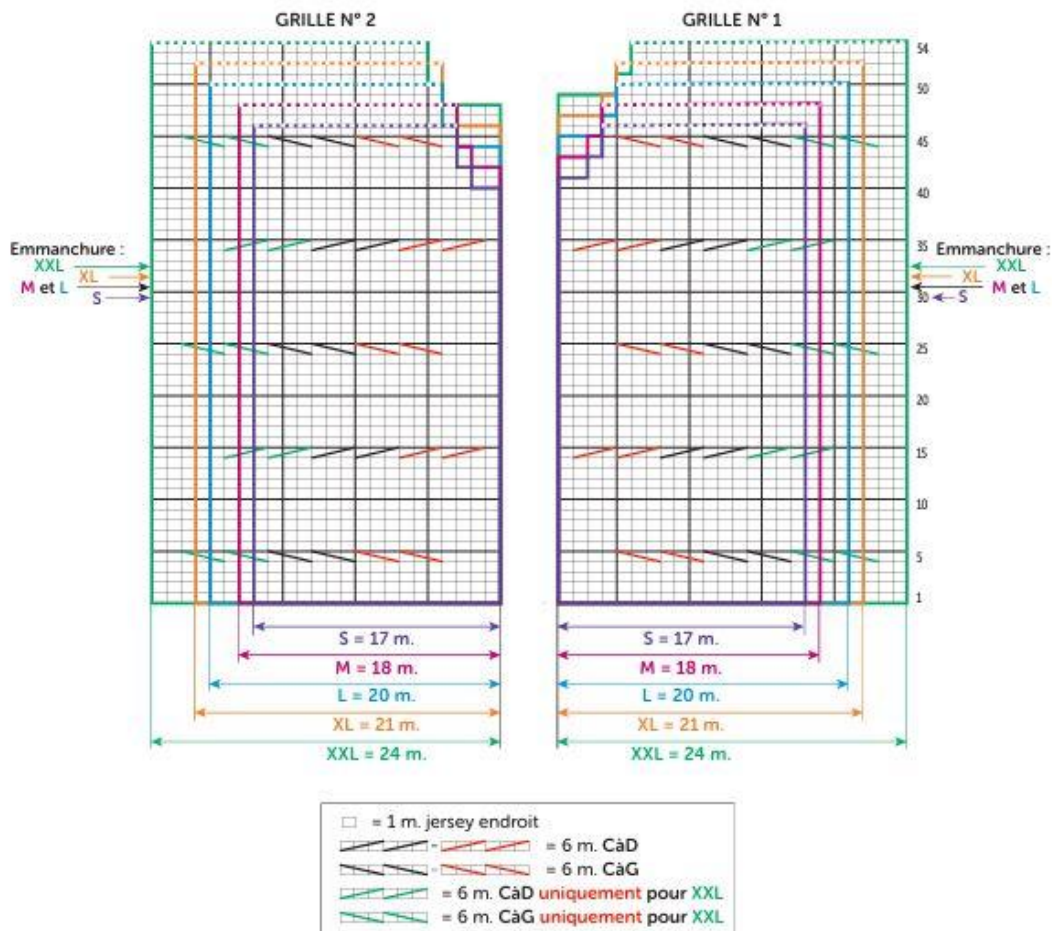 GRILLE N° 2
GRILLE N° 1
54
50
45
40
35
30
25
20
15
10
5
1
Emmanchure :
XXL
XL
M et L
S
Emmanchure :
XXL
XL
M et L
S
S = 17 m.
M = 18 m.
L = 20 m.
XL = 21 m.
XXL = 24 m.
S = 17 m.
M = 18 m.
L = 20 m.
XL = 21 m.
XXL = 24 m.
= 1 m. jersey endroit
- = 6 m. CàD
- = 6 m. CàG
= 6 m. CàD uniquement pour XXL
= 6 m. CàG uniquement pour XXL